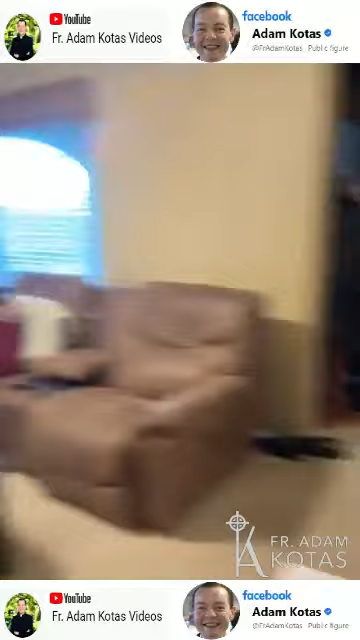 YouTube
Fr. Adam Kotas Videos
facebook
Adam Kotas
@FrAdamKotas · Public figure
FR. ADAM
KOTAS
YouTube
Fr. Adam Kotas Videos
facebook
Adam Kotas
@FrAdamKotas · Public figure